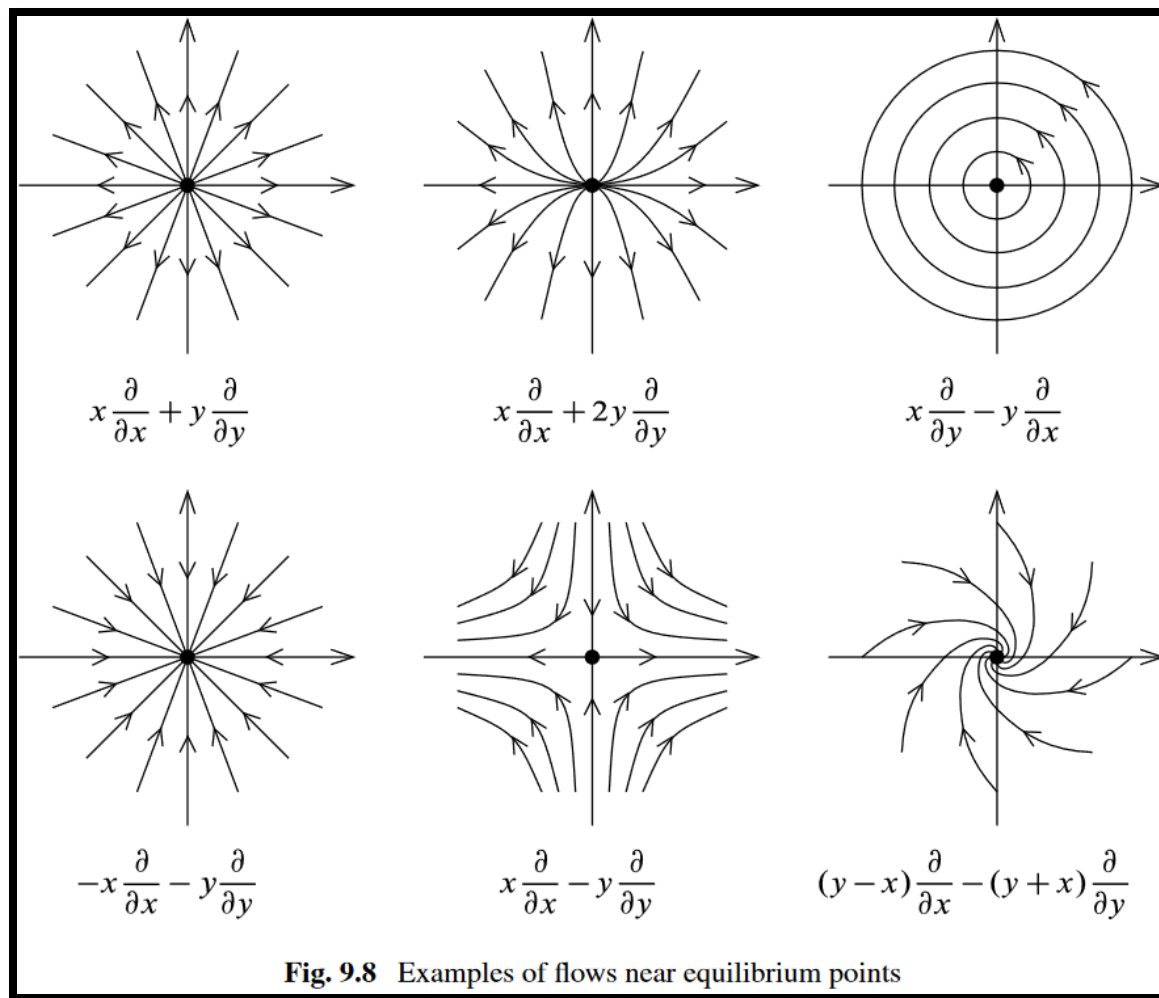 x ∂/∂x + y ∂/∂y
x ∂/∂x + 2y ∂/∂y
x ∂/∂y − y ∂/∂x
−x ∂/∂x − y ∂/∂y
x ∂/∂x − y ∂/∂y
(y − x) ∂/∂x − (y + x) ∂/∂y
Fig. 9.8 Examples of flows near equilibrium points